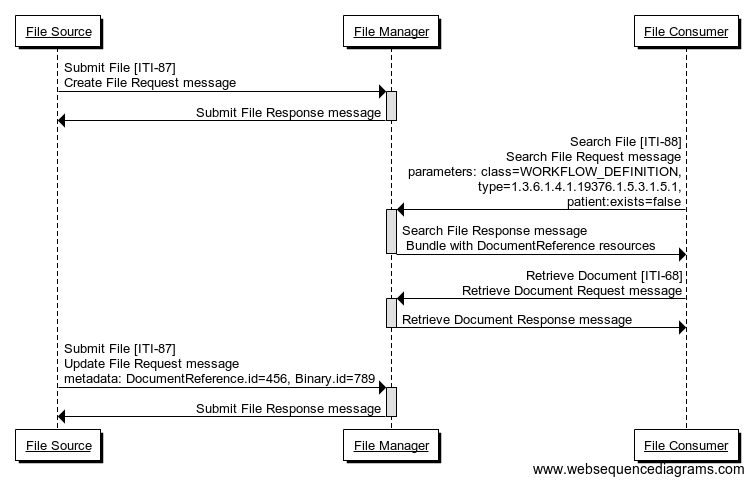 File Source
File Manager
File Consumer
Submit File [ITI-87]
Create File Request message
Submit File Response message
Search File [ITI-88]
Search File Request message
parameters: class=WORKFLOW_DEFINITION,
type=1.3.6.1.4.1.19376.1.5.3.1.5.1,
patient:exists=false
Search File Response message
Bundle with DocumentReference resources
Retrieve Document [ITI-68]
Retrieve Document Request message
Retrieve Document Response message
Submit File [ITI-87]
Update File Request message
metadata: DocumentReference.id=456, Binary.id=789
Submit File Response message
File Source
File Manager
File Consumer
www.websequencediagrams.com